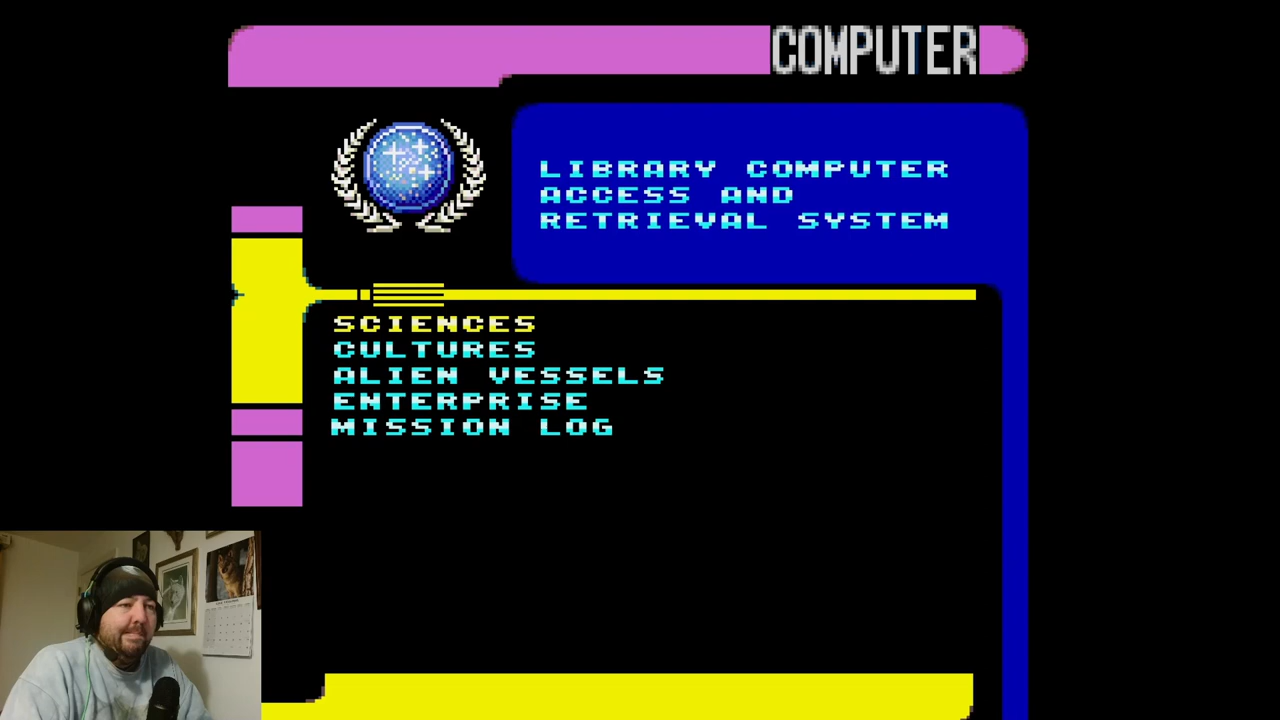 COMPUTER
LIBRARY COMPUTER
ACCESS AND
RETRIEVAL SYSTEM
SCIENCES
CULTURES
ALIEN VESSELS
ENTERPRISE
MISSION LOG